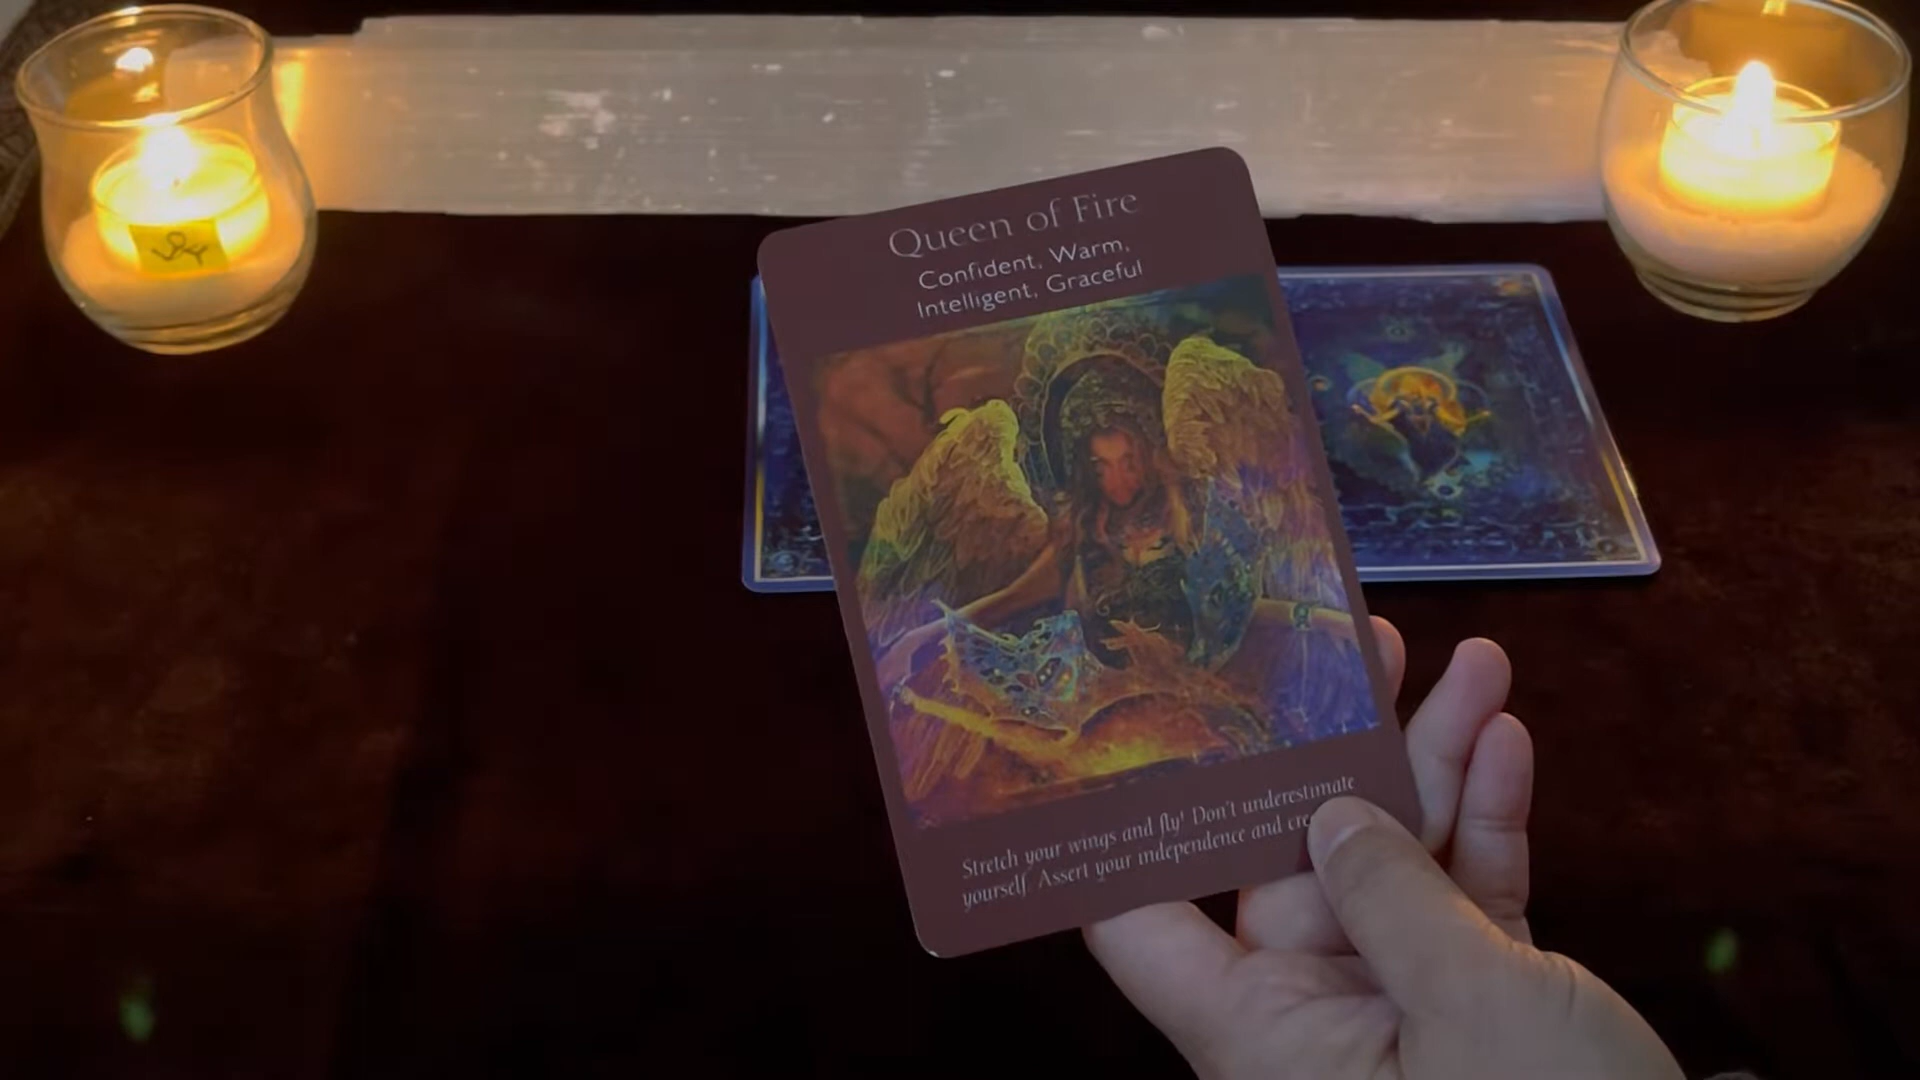 Queen of Fire
Confident, Warm,
Intelligent, Graceful
Stretch your wings and fly! Don't underestimate
yourself. Assert your independence and